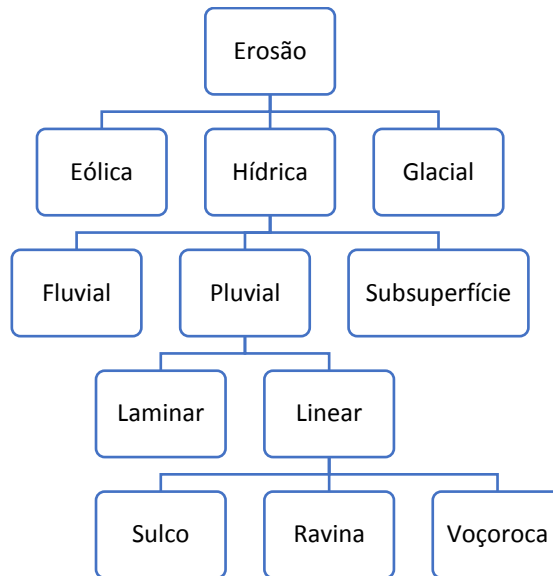 Erosão
Eólica
Hídrica
Glacial
Fluvial
Pluvial
Subsuperfície
Laminar
Linear
Sulco
Ravina
Voçoroca